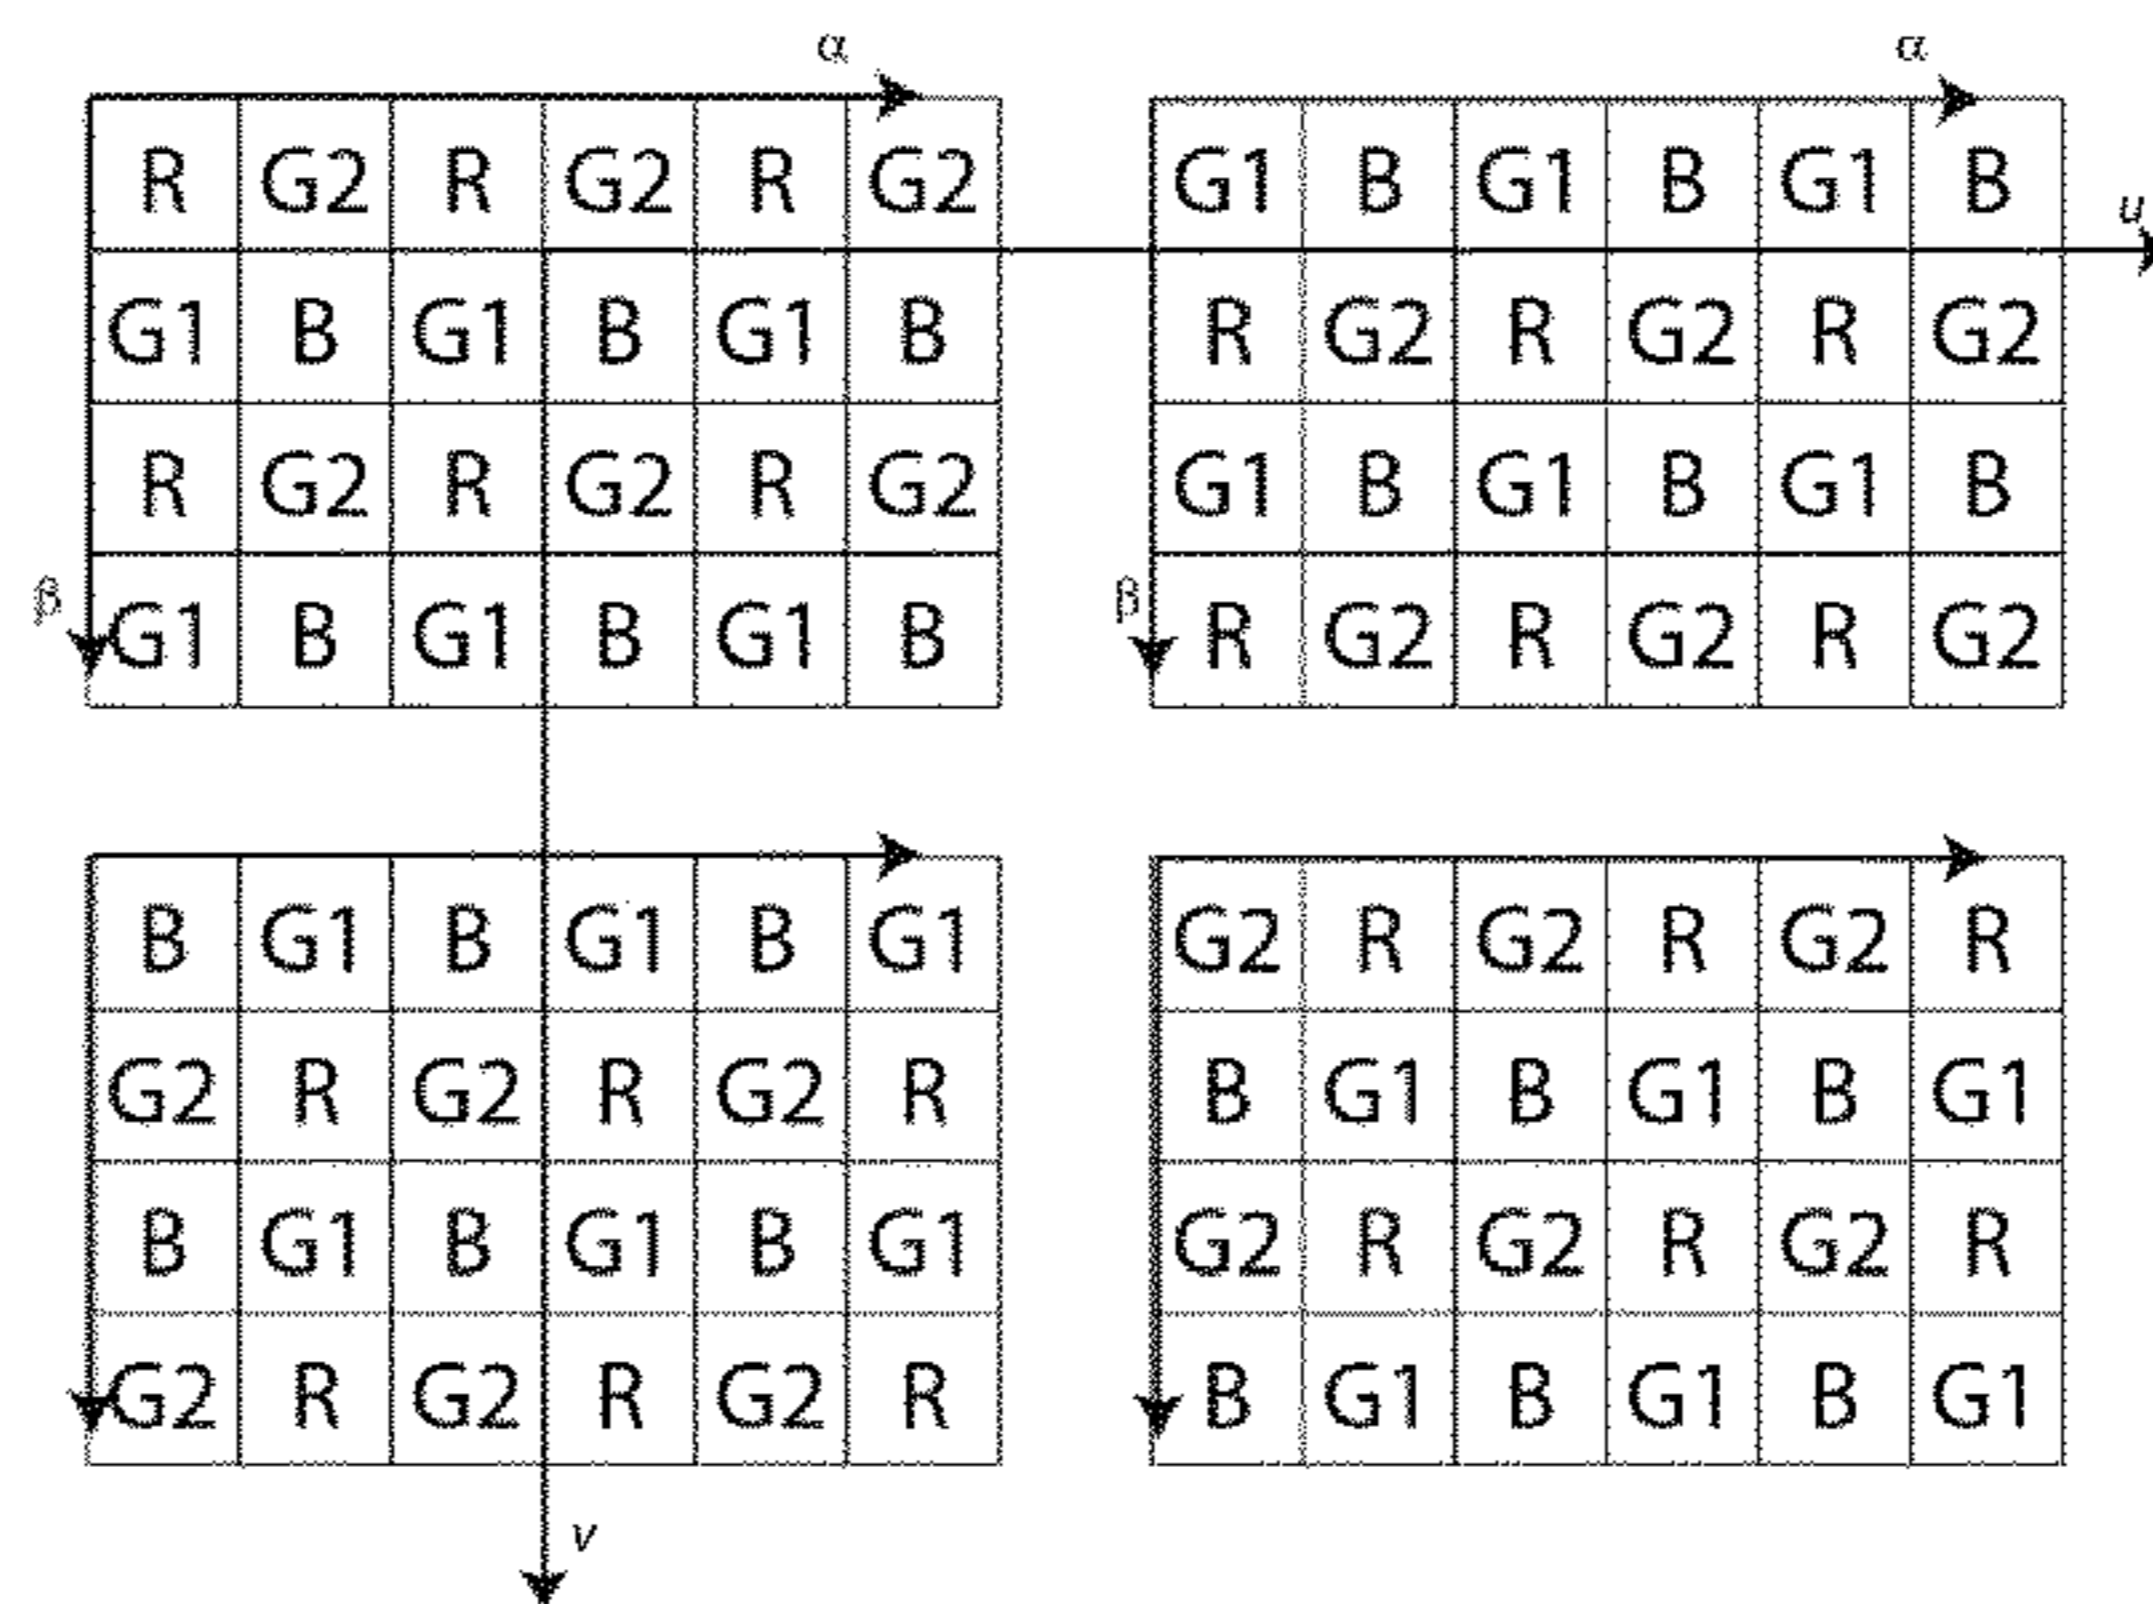 α α
R G2 R G2 R G2 G1 B G1 B G1 B
u
G1 B G1 B G1 B R G2 R G2 R G2
R G2 R G2 R G2 G1 B G1 B G1 B
β β
G1 B G1 B G1 B R G2 R G2 R G2
B G1 B G1 B G1 G2 R G2 R G2 R
G2 R G2 R G2 R B G1 B G1 B G1
B G1 B G1 B G1 G2 R G2 R G2 R
G2 R G2 R G2 R B G1 B G1 B G1
v